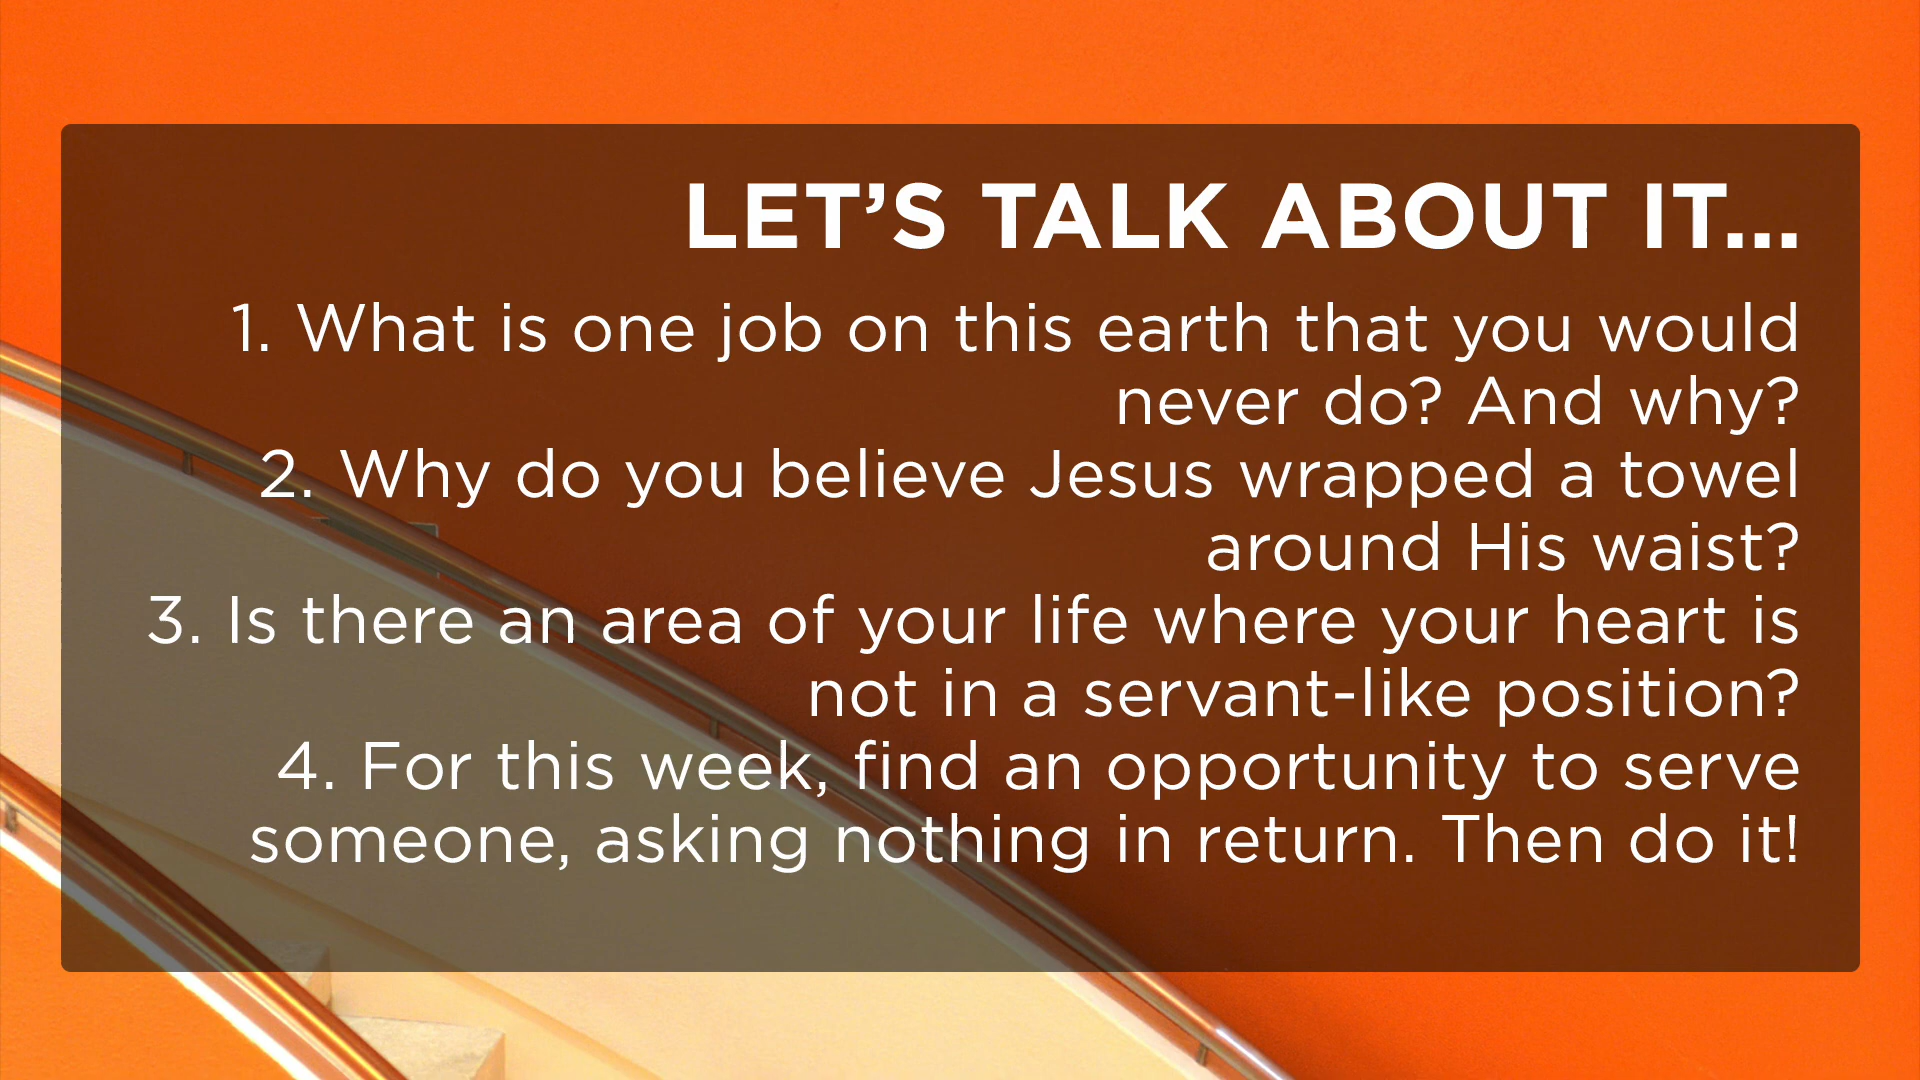 LET’S TALK ABOUT IT...
1. What is one job on this earth that you would
never do? And why?
2. Why do you believe Jesus wrapped a towel
around His waist?
3. Is there an area of your life where your heart is
not in a servant-like position?
4. For this week, find an opportunity to serve
someone, asking nothing in return. Then do it!